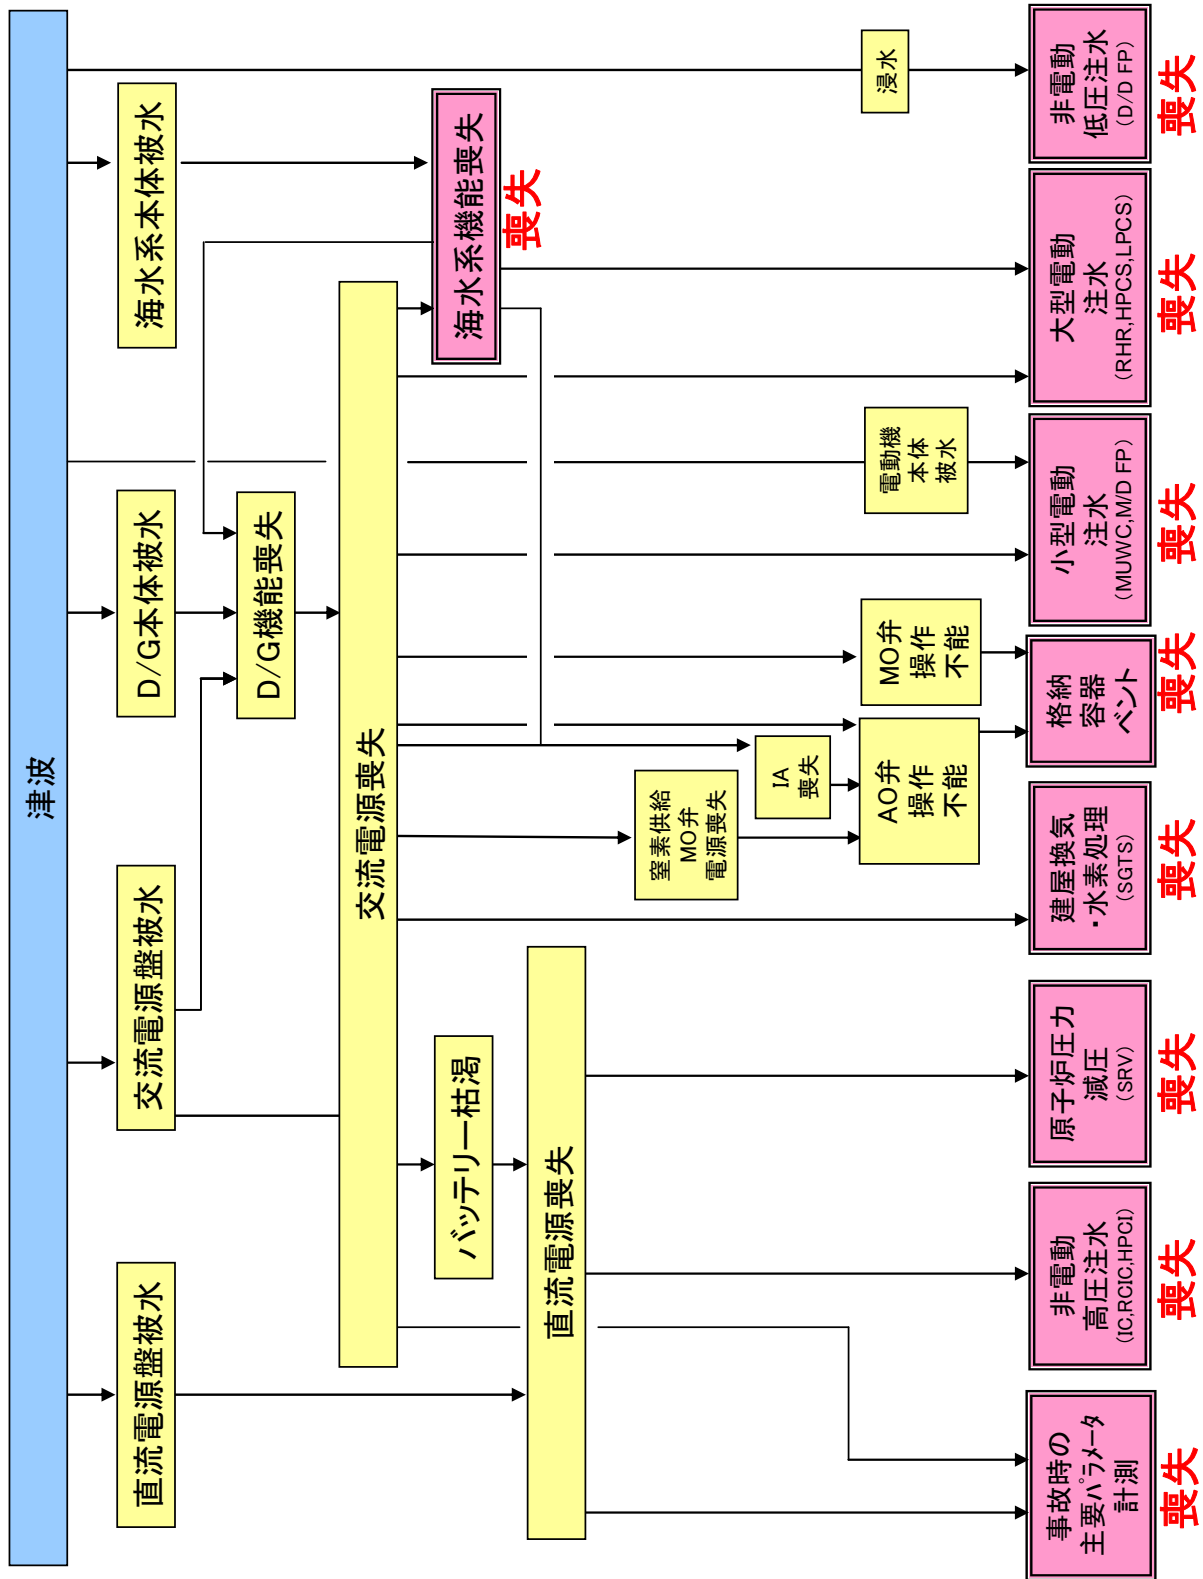 津波
直流電源盤被水
交流電源盤被水
D/G本体被水
海水系本体被水
D/G機能喪失
交流電源喪失
バッテリー枯渇
海水系機能喪失
喪失
直流電源喪失
窒素供給
MO弁
電源喪失
IA
喪失
AO弁
操作
不能
MO弁
操作
不能
電動機
本体
被水
浸水
事故時の
主要パラメータ
計測
喪失
非電動
高圧注水
(IC,RCIC,HPCI)
喪失
原子炉圧力
減圧
(SRV)
喪失
建屋換気
・水素処理
(SGTS)
喪失
格納
容器
ベント
喪失
小型電動
注水
(MUWC,M/D FP)
喪失
大型電動
注水
(RHR,HPCS,LPCS)
喪失
非電動
低圧注水
(D/D FP)
喪失